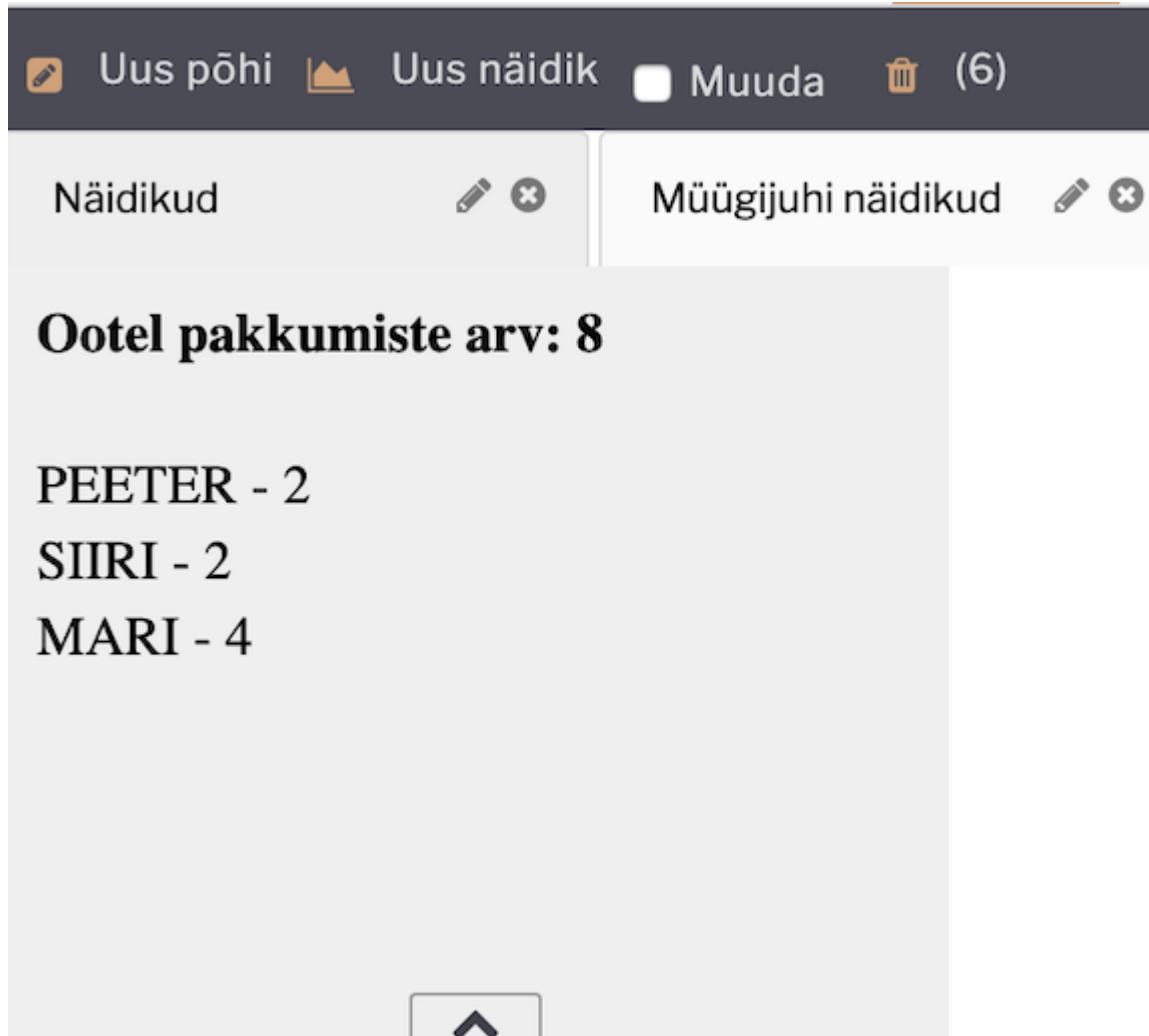 Uus põhi Uus näidik Muuda (6)
Näidikud Müügijuhi näidikud
Ootel pakkumiste arv: 8
PEETER - 2
SIIRI - 2
MARI - 4